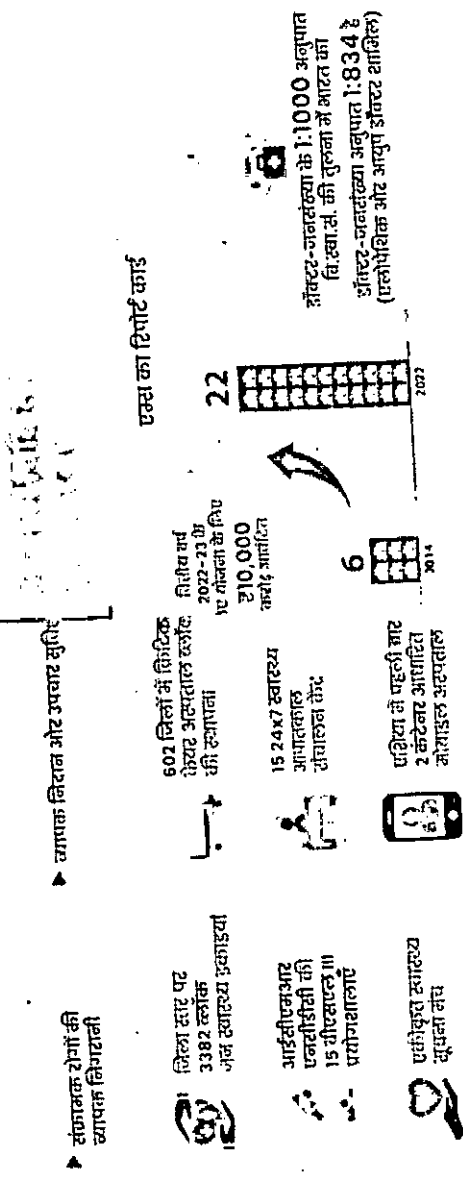 ▶ संक्रामक रोगों की
व्यापक निगरानी
जिला स्तर पर
3382 ब्लॉक
जन स्वास्थ्य इकाइयां
आईसीएमआर
एनसीडीसी की
15 बीएसएल III
प्रयोगशालाएं
एकीकृत स्वास्थ्य
सूचना मंच
▶ व्यापक निदान और उपचार
602 जिलों में क्रिटिकल
केयर अस्पताल ब्लॉक
की स्थापना
15 24x7 स्वास्थ्य
आपातकाल
संचालन केंद्र
एशिया में पहली बार
2 कंटेनर आधारित
मोबाइल अस्पताल
वित्तीय वर्ष
2022-23 के
योजना के लिए
₹10,000
करोड़ आवंटित
एम्स का रिपोर्ट कार्ड
6
2014
22
2022
डॉक्टर-जनसंख्या के 1:1000 अनुपात
वि.स्वा.सं. की तुलना में भारत का
डॉक्टर-जनसंख्या अनुपात 1:834 है
(एलोपैथिक और आयुष डॉक्टर शामिल)